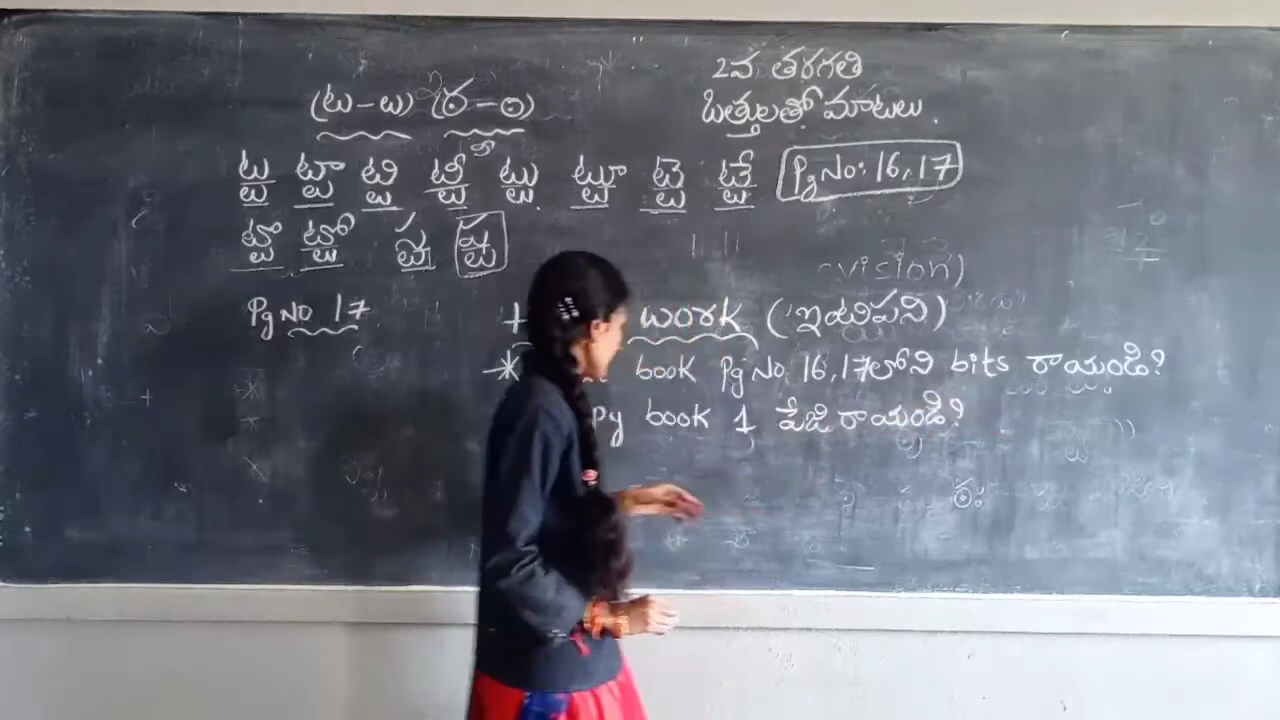 2వ తరగతి
ఒత్తులతో మాటలు.
(టు - ట) (ఠ - ం)
ట్ట ట్టా ట్టి ట్టీ ట్టు ట్టూ ట్టె ట్టే
Pg No: 16, 17
ట్టొ ట్టో
Pg No 17
vision)
work (ఇంటిపని)
book Pg No, 16, 17లోని bits రాయండి?
py book 1 పేజి రాయండి?